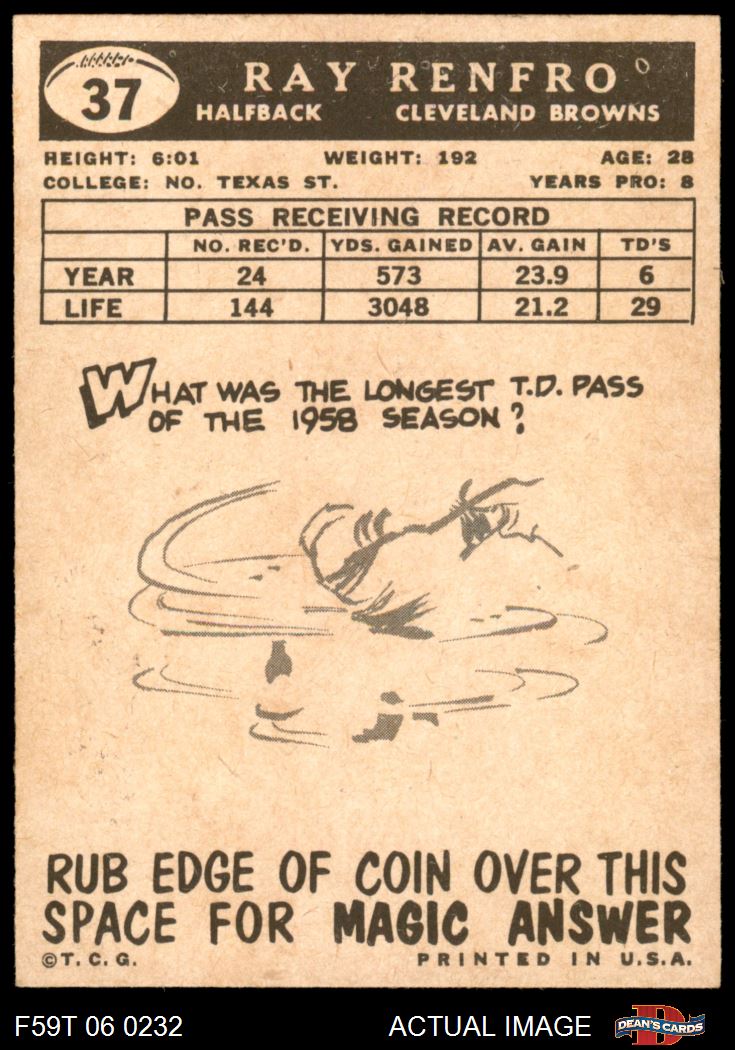 37
RAY RENFRO
HALFBACK CLEVELAND BROWNS
HEIGHT: 6:01 WEIGHT: 192 AGE: 28
COLLEGE: NO. TEXAS ST. YEARS PRO: 8
PASS RECEIVING RECORD
NO. REC'D. YDS. GAINED AV. GAIN TD'S
YEAR 24 573 23.9 6
LIFE 144 3048 21.2 29
WHAT WAS THE LONGEST T.D. PASS
OF THE 1958 SEASON?
RUB EDGE OF COIN OVER THIS
SPACE FOR MAGIC ANSWER
©T.C.G. PRINTED IN U.S.A.
F59T 06 0232 ACTUAL IMAGE DEAN'S CARDS